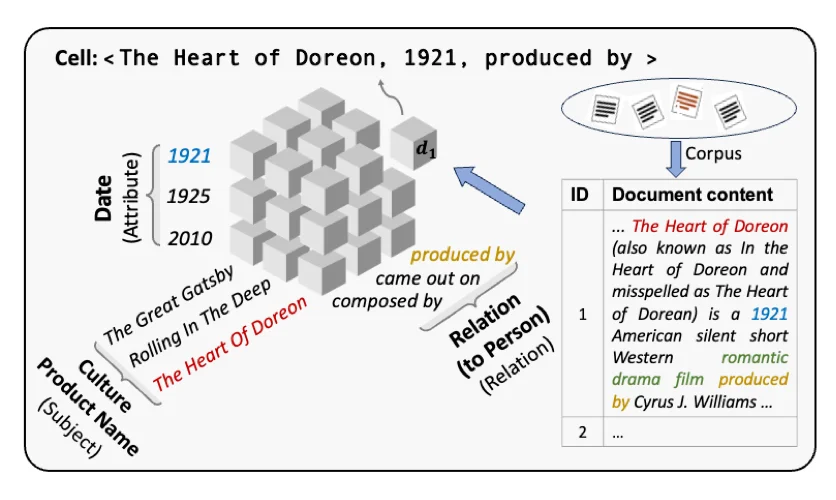 Cell: < The Heart of Doreon, 1921, produced by >
d1
Corpus
Date
(Attribute)
1921
1925
2010
The Great Gatsby
Rolling In The Deep
The Heart Of Doreon
Culture
Product Name
(Subject)
produced by
came out on
composed by
Relation
(to Person)
(Relation)
ID Document content
1
... The Heart of Doreon
(also known as In the
Heart of Doreon and
misspelled as The Heart
of Dorean) is a 1921
American silent short
Western romantic
drama film produced
by Cyrus J. Williams ...
2 ...